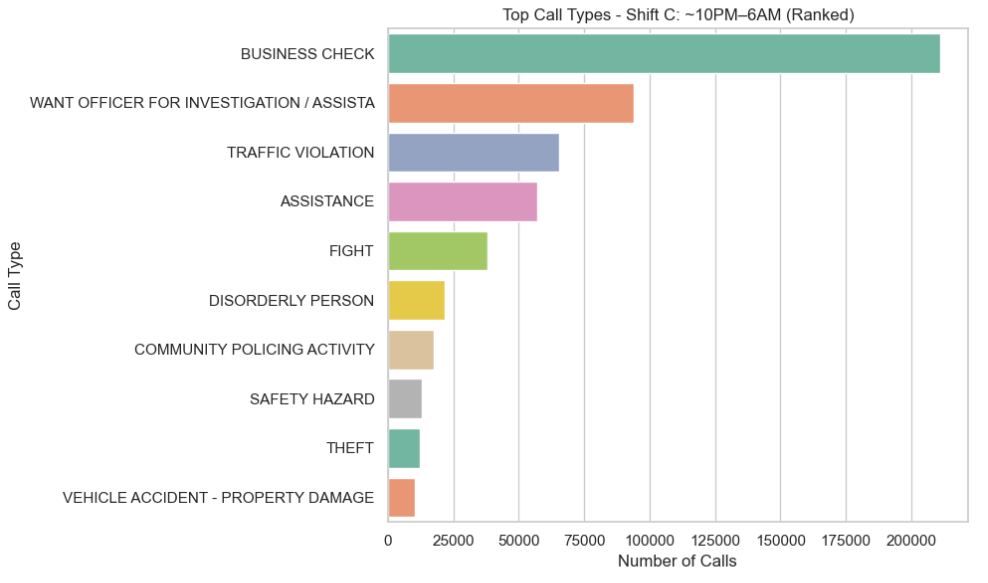 Top Call Types - Shift C: ~10PM–6AM (Ranked)
BUSINESS CHECK
WANT OFFICER FOR INVESTIGATION / ASSISTA
TRAFFIC VIOLATION
ASSISTANCE
FIGHT
DISORDERLY PERSON
COMMUNITY POLICING ACTIVITY
SAFETY HAZARD
THEFT
VEHICLE ACCIDENT - PROPERTY DAMAGE
Call Type
0 25000 50000 75000 100000 125000 150000 175000 200000
Number of Calls